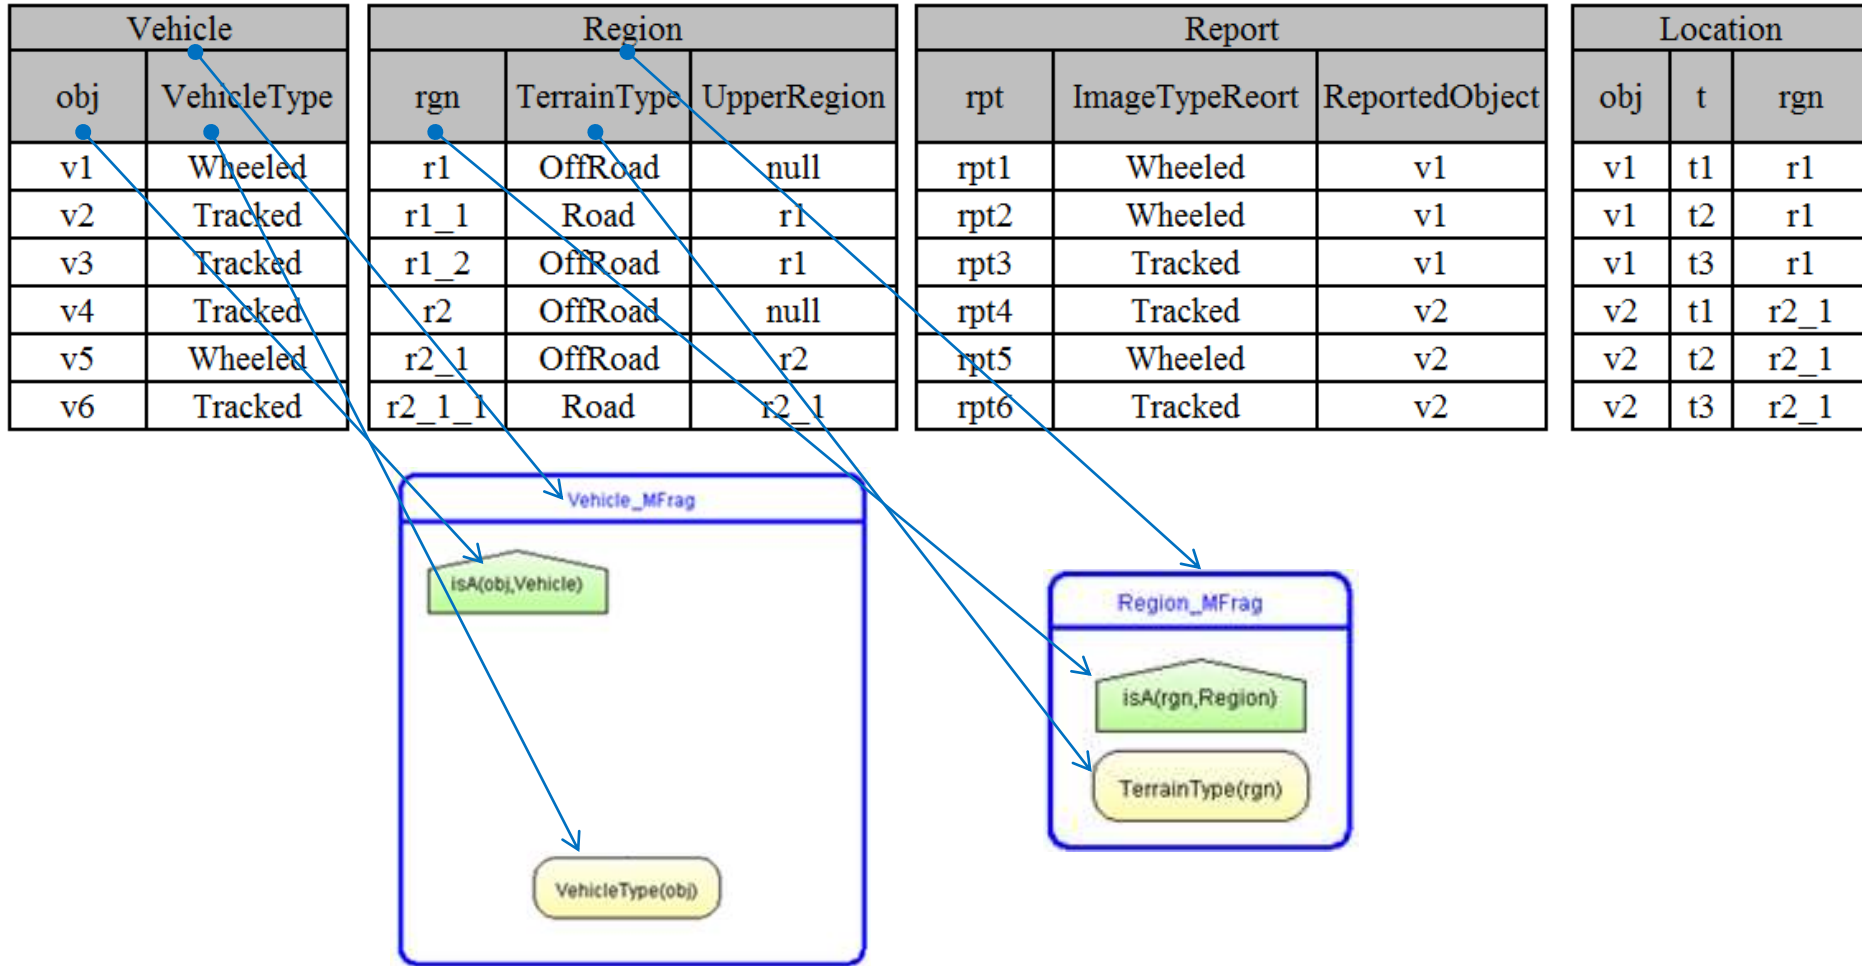 Vehicle Region Report Location
obj VehicleType rgn TerrainType UpperRegion rpt ImageTypeReort ReportedObject obj t rgn
v1 Wheeled r1 OffRoad null rpt1 Wheeled v1 v1 t1 r1
v2 Tracked r1_1 Road r1 rpt2 Wheeled v1 v1 t2 r1
v3 Tracked r1_2 OffRoad r1 rpt3 Tracked v1 v1 t3 r1
v4 Tracked r2 OffRoad null rpt4 Tracked v2 v2 t1 r2_1
v5 Wheeled r2_1 OffRoad r2 rpt5 Wheeled v2 v2 t2 r2_1
v6 Tracked r2_1_1 Road r2_1 rpt6 Tracked v2 v2 t3 r2_1
Vehicle_MFrag
isA(obj,Vehicle)
VehicleType(obj)
Region_MFrag
isA(rgn,Region)
TerrainType(rgn)